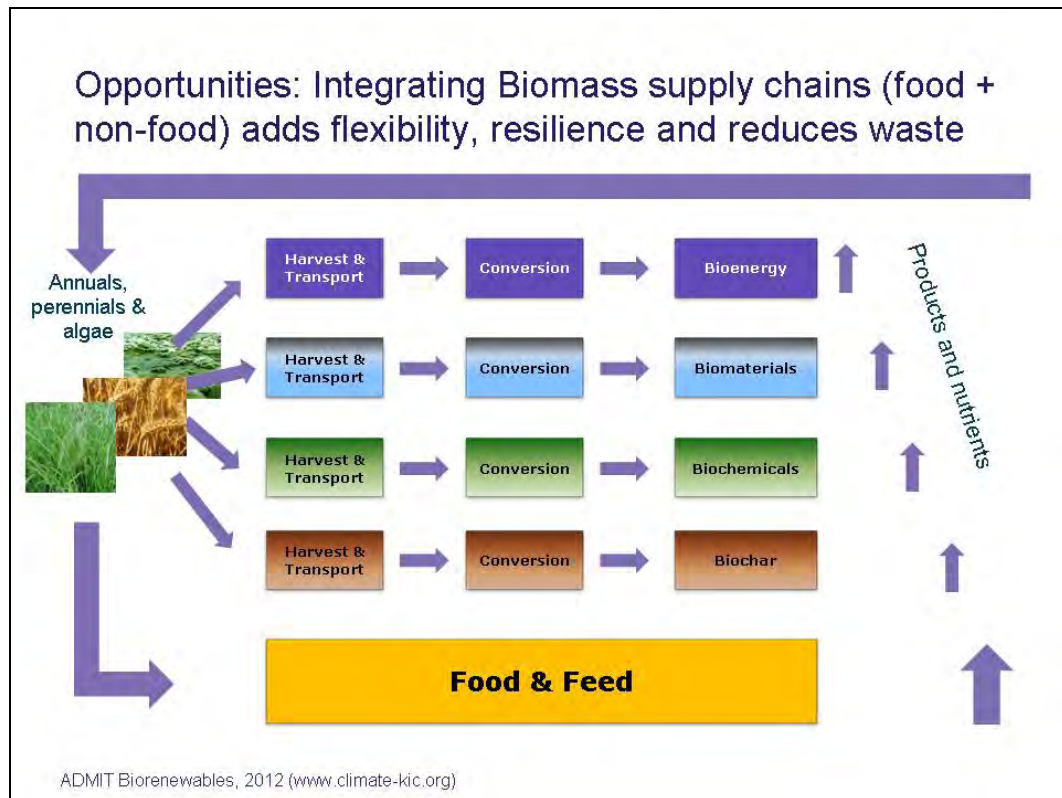 Opportunities: Integrating Biomass supply chains (food +
non-food) adds flexibility, resilience and reduces waste
Annuals,
perennials &
algae
Harvest &
Transport
Conversion
Bioenergy
Harvest &
Transport
Conversion
Biomaterials
Harvest &
Transport
Conversion
Biochemicals
Harvest &
Transport
Conversion
Biochar
Products and nutrients
Food & Feed
ADMIT Biorenewables, 2012 (www.climate-kic.org)